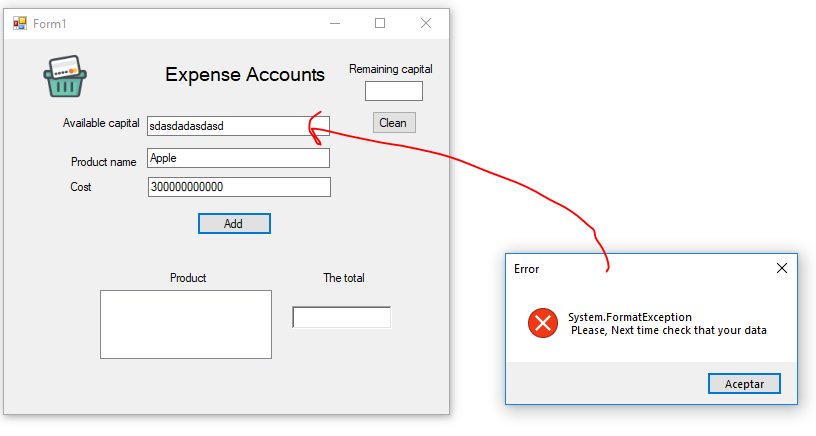 Form1
Expense Accounts
Remaining capital
Available capital
sdasdadasdasd
Clean
Product name
Apple
Cost
300000000000
Add
Product
The total
Error
System.FormatException
PLease, Next time check that your data
Aceptar